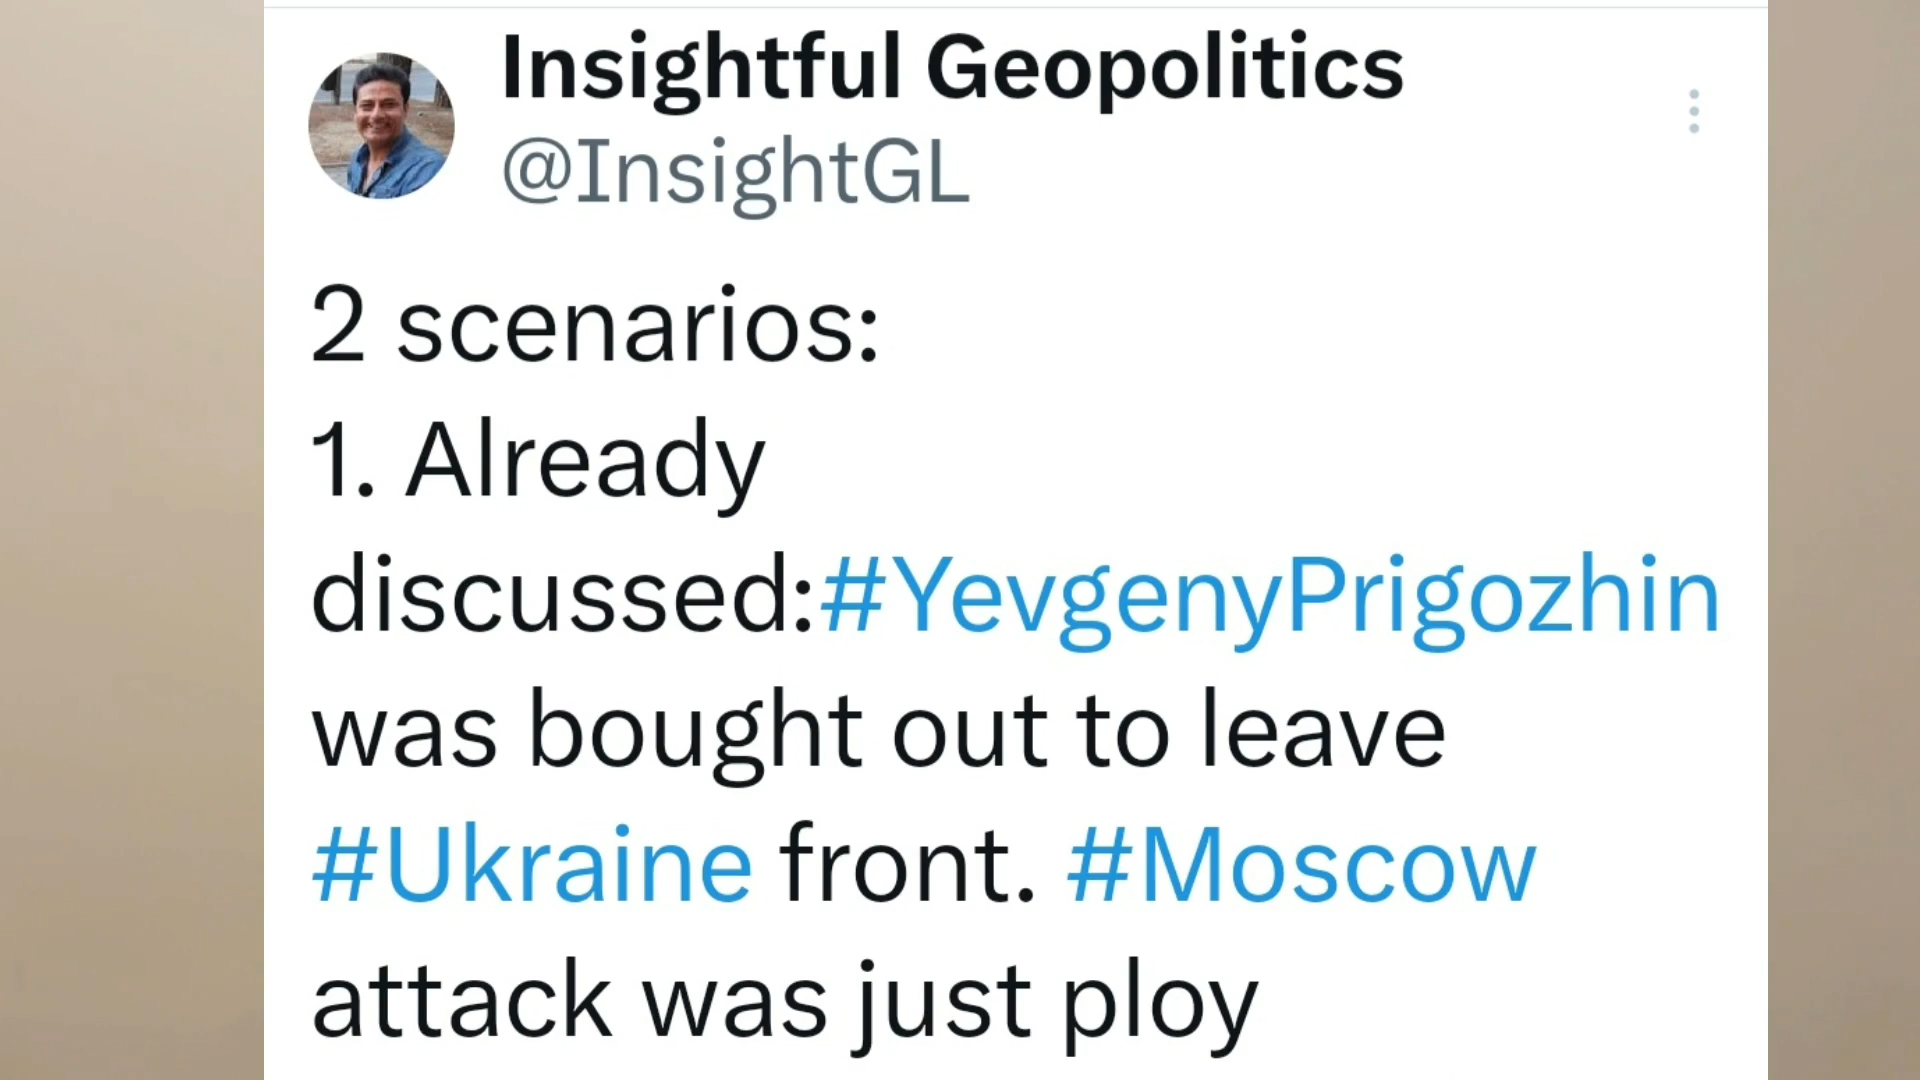 Insightful Geopolitics
@InsightGL
2 scenarios:
1. Already
discussed:#YevgenyPrigozhin
was bought out to leave
#Ukraine front. #Moscow
attack was just ploy